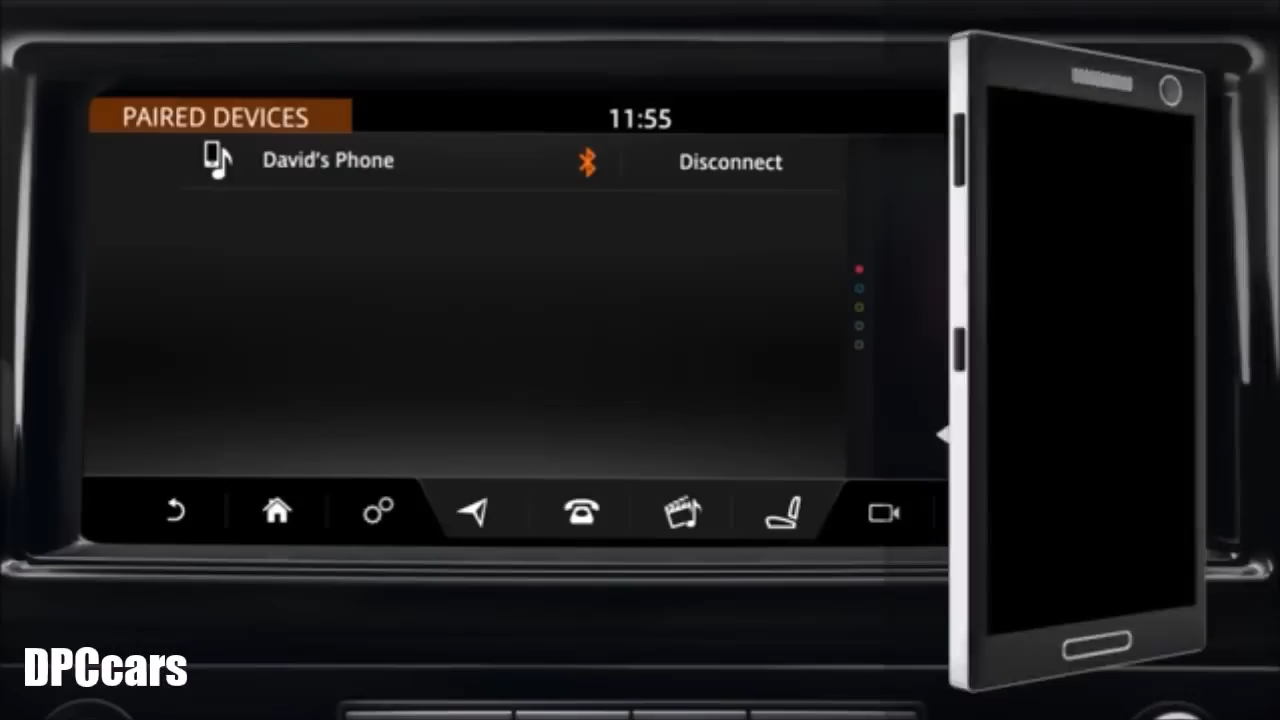 PAIRED DEVICES
11:55
David's Phone
Disconnect
DPCcars